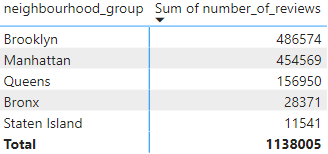 neighbourhood_group Sum of number_of_reviews
Brooklyn 486574
Manhattan 454569
Queens 156950
Bronx 28371
Staten Island 11541
Total 1138005